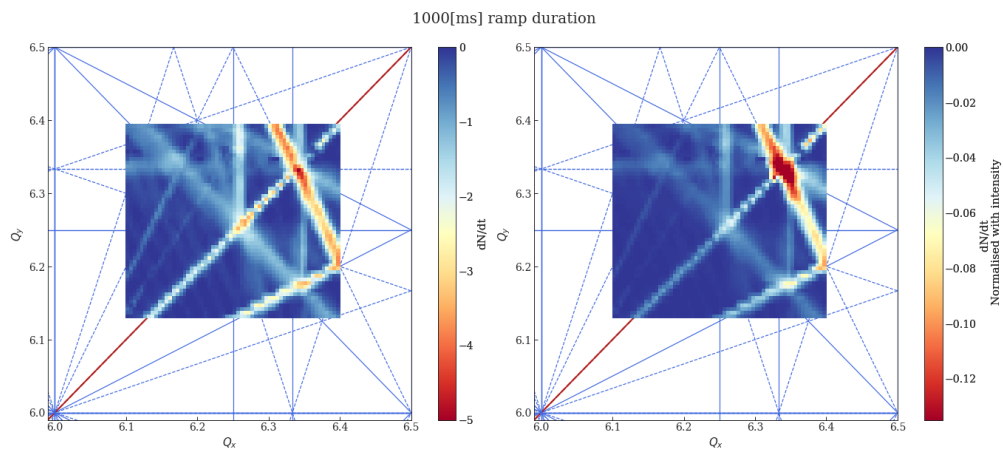 1000[ms] ramp duration
6.5
6.4
6.3
6.2
6.1
6.0
Qy
6.0 6.1 6.2 6.3 6.4 6.5
Qx
0
−1
−2
−3
−4
−5
dN/dt
6.5
6.4
6.3
6.2
6.1
6.0
Qy
6.0 6.1 6.2 6.3 6.4 6.5
Qx
0.00
−0.02
−0.04
−0.06
−0.08
−0.10
−0.12
dN/dt
Normalised with intensity